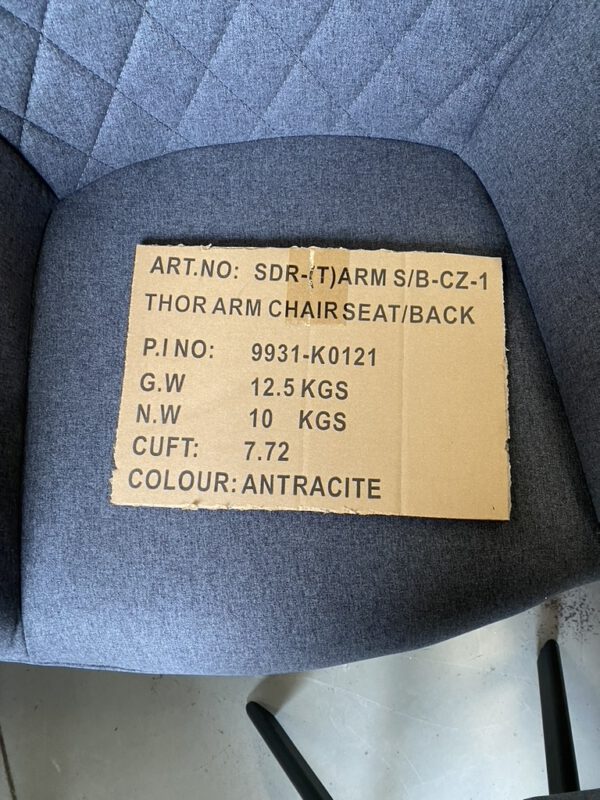 ART.NO: SDR-(T)ARM S/B-CZ-1
THOR ARM CHAIR SEAT/BACK
P.I NO: 9931-K0121
G.W 12.5 KGS
N.W 10 KGS
CUFT: 7.72
COLOUR: ANTRACITE